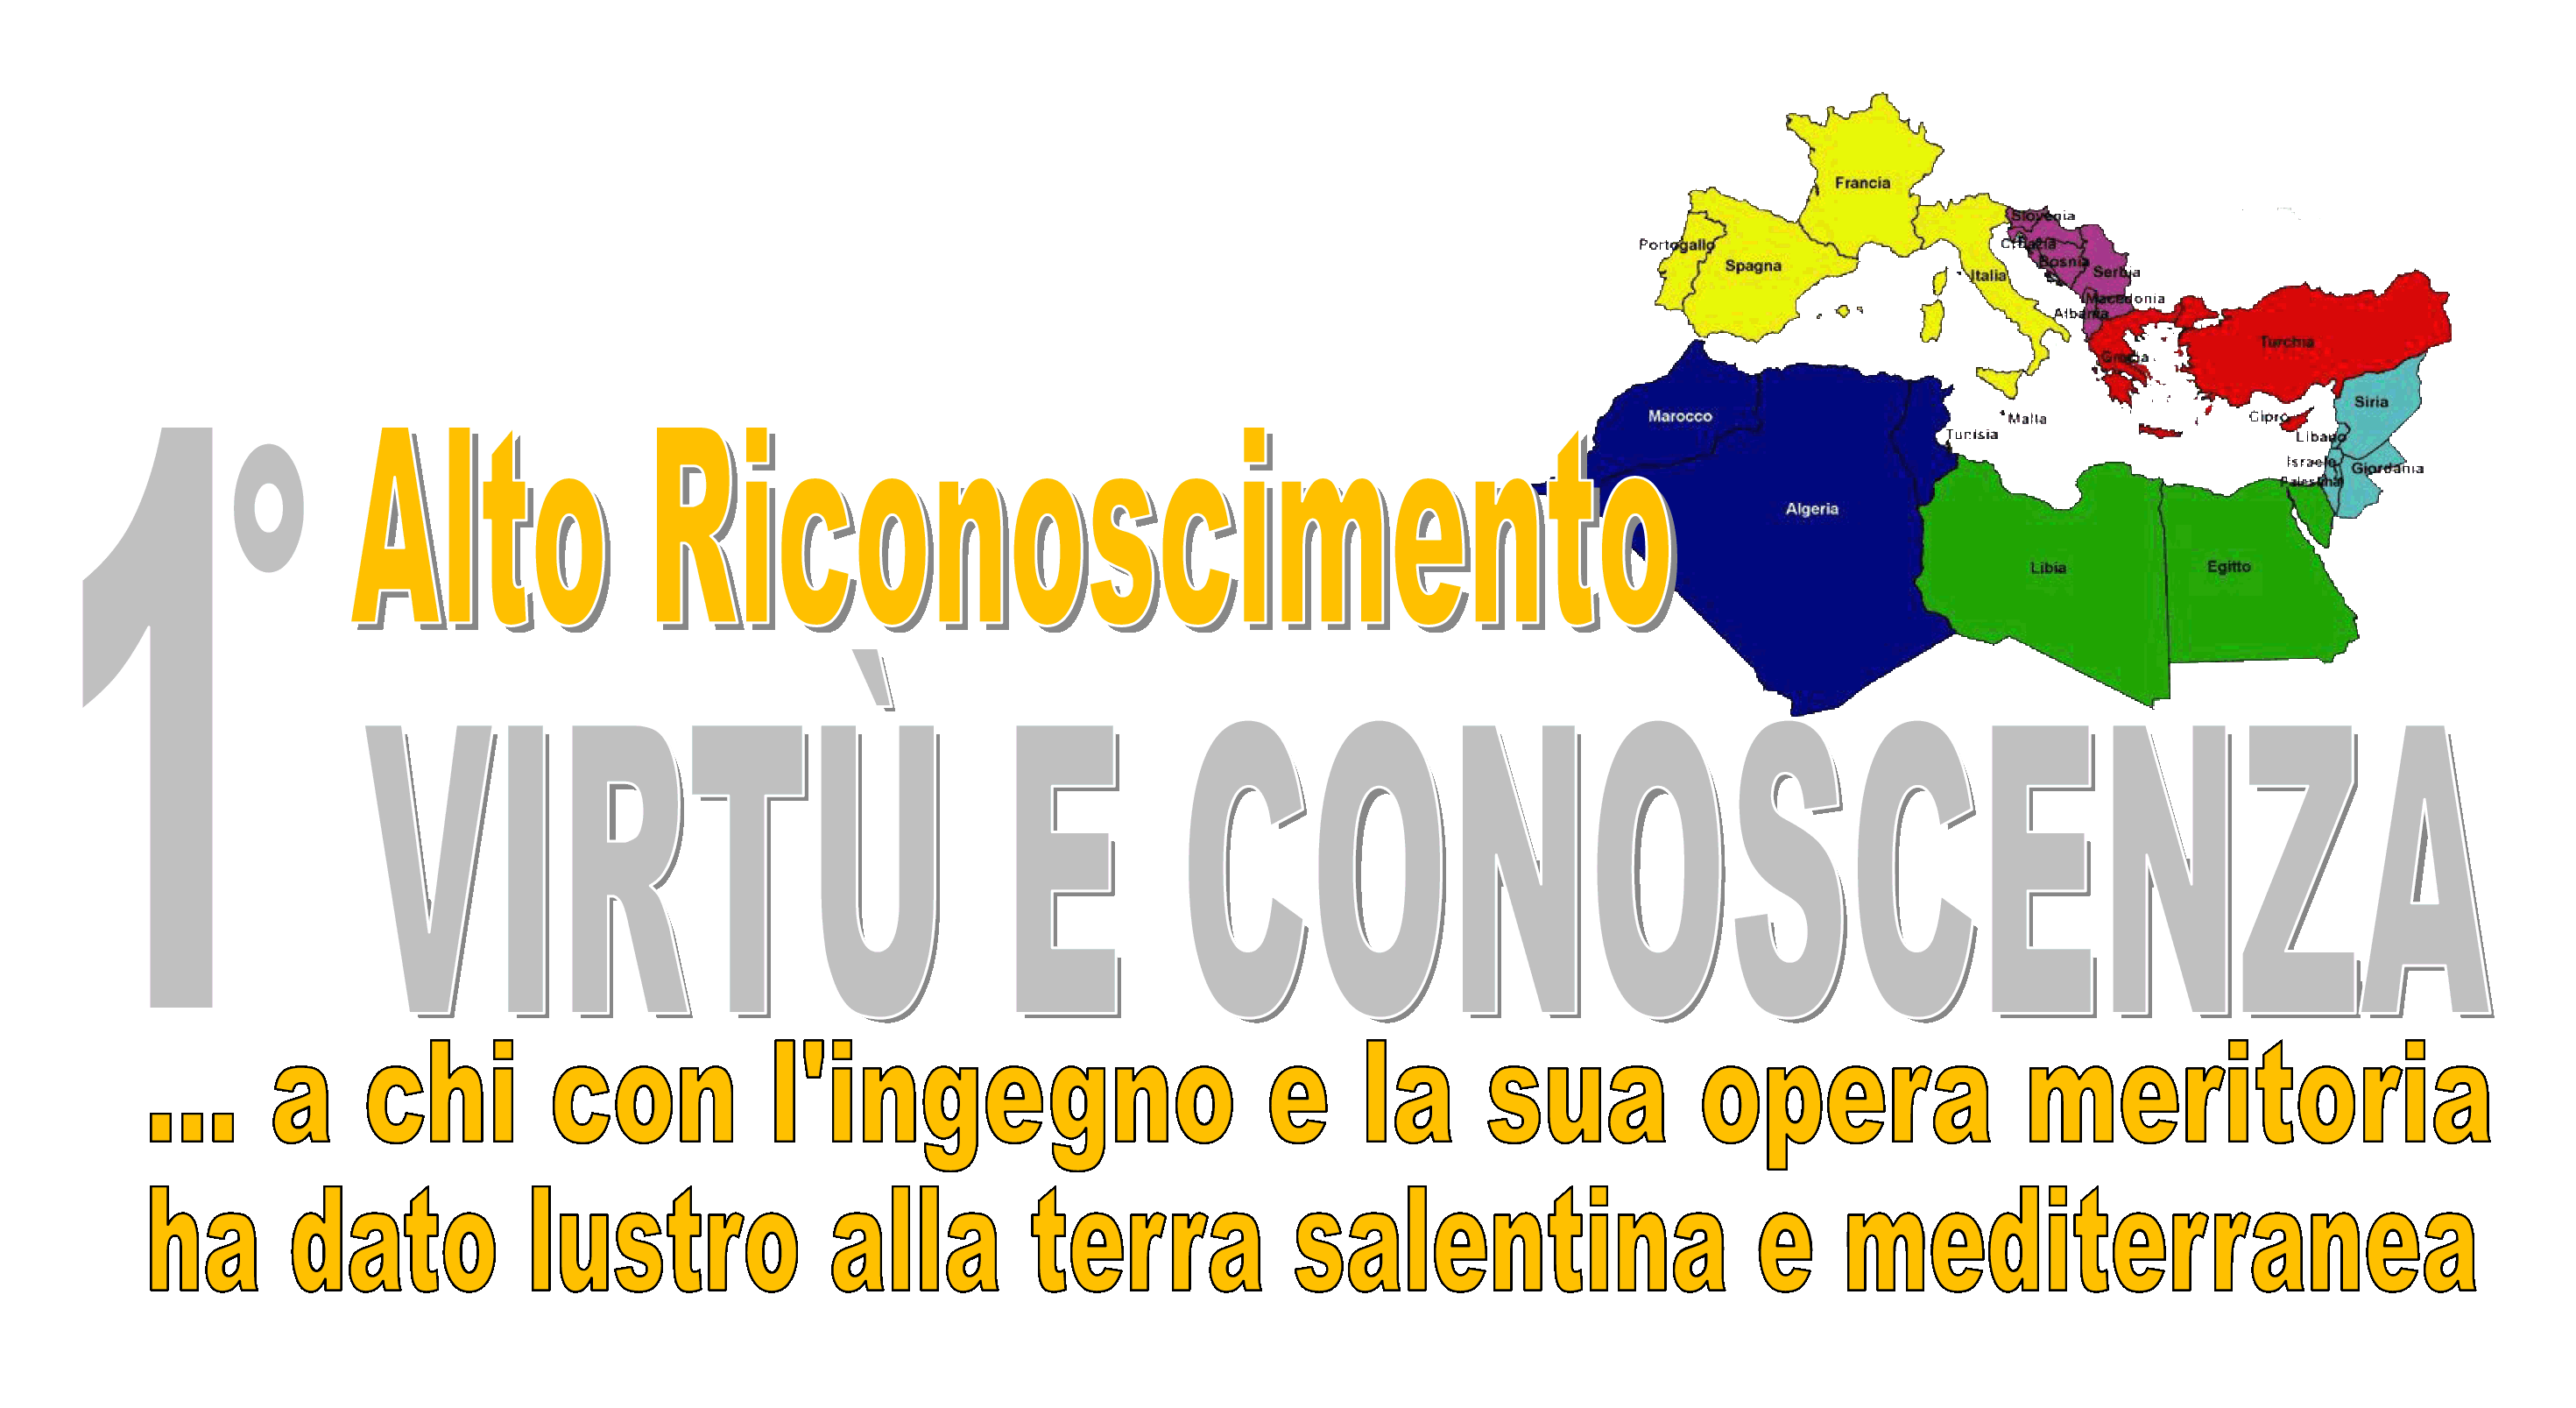 Francia
Slovenia
Portogallo
Croazia
Spagna
Bosnia
Italia
Serbia
Macedonia
Albania
Turchia
Grecia
Siria
Marocco
Malta
Cipro
Tunisia
Libano
Israele
Giordania
Palestina
Algeria
Libia
Egitto
1° Alto Riconoscimento
VIRTÙ E CONOSCENZA
... a chi con l'ingegno e la sua opera meritoria
ha dato lustro alla terra salentina e mediterranea